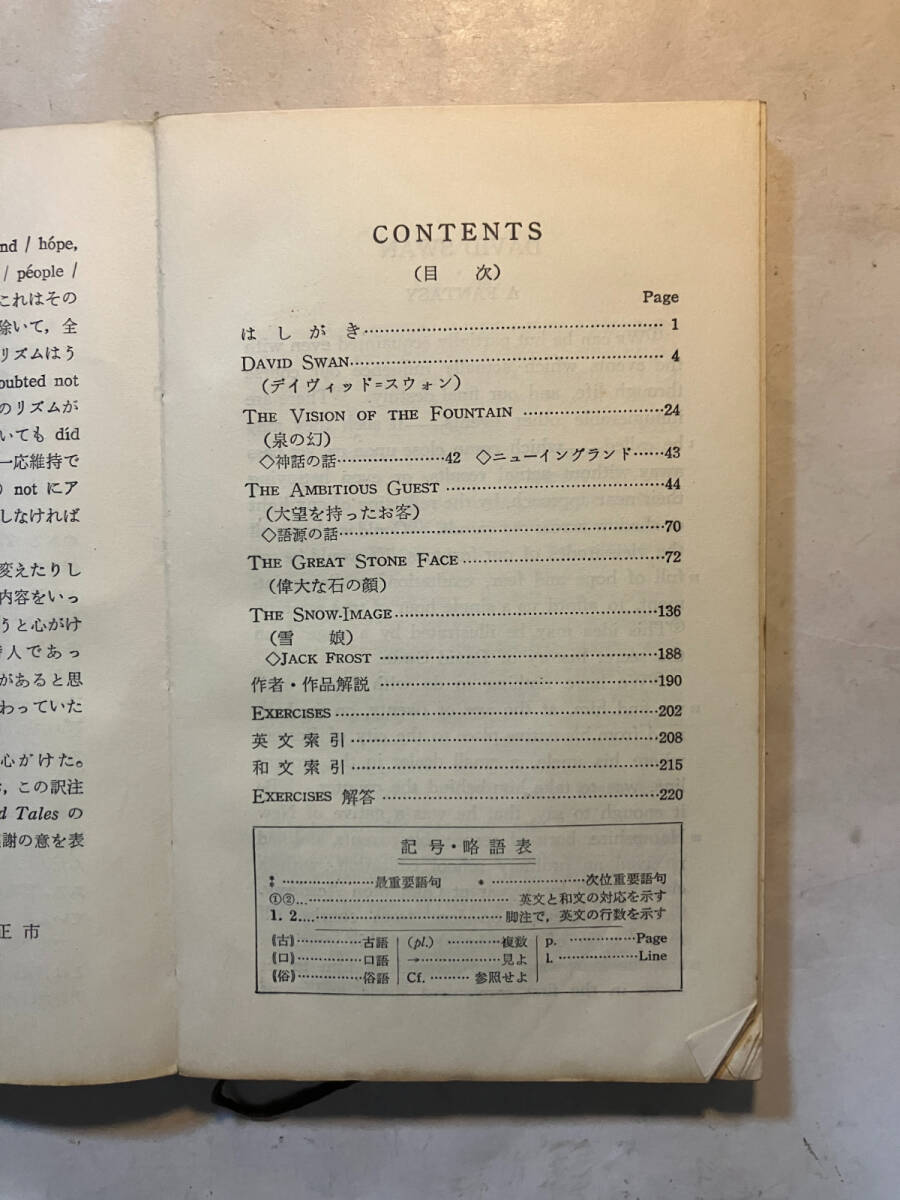 nd / hópe,
/ péople /
これはその
除いて，全
リズムはう
oubted not
のリズムが
いても díd
一応維持で
) not にア
しなければ
変えたりし
内容をいっ
うと心がけ
人であっ
があると思
わっていた
心がけた。
，この訳注
d Tales の
謝の意を表
正 市
CONTENTS
（目　次）
Page
は し が き……1
DAVID SWAN……4
（デイヴィッド=スウォン）
THE VISION OF THE FOUNTAIN……24
（泉の幻）
◇神話の話……42 ◇ニューイングランド……43
THE AMBITIOUS GUEST……44
（大望を持ったお客）
◇語源の話……70
THE GREAT STONE FACE……72
（偉大な石の顔）
THE SNOW-IMAGE……136
（雪　娘）
◇JACK FROST……188
作者・作品解説……190
EXERCISES……202
英 文 索 引……208
和 文 索 引……215
EXERCISES 解答……220
記号・略語表
⁑……最重要語句 *……次位重要語句
①②……英文と和文の対応を示す
1. 2.……脚注で，英文の行数を示す
《古》……古語 (pl.)……複数 p.……Page
《口》……口語 →……見よ l.……Line
《俗》……俗語 Cf.……参照せよ